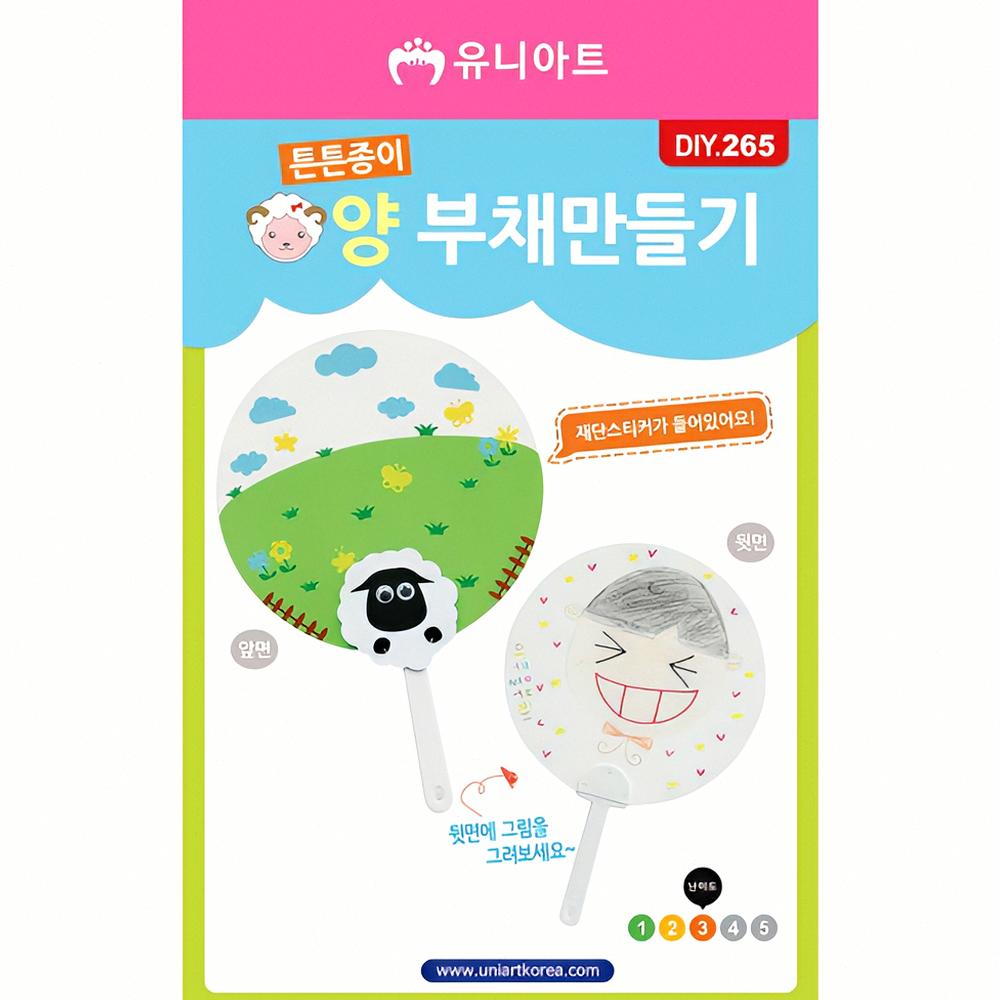 유니아트
DIY.265
튼튼종이
양 부채만들기
재단스티커가 들어있어요!
뒷면
앞면
뒷면에 그림을
그려보세요~
난이도
1 2 3 4 5
www.uniartkorea.com